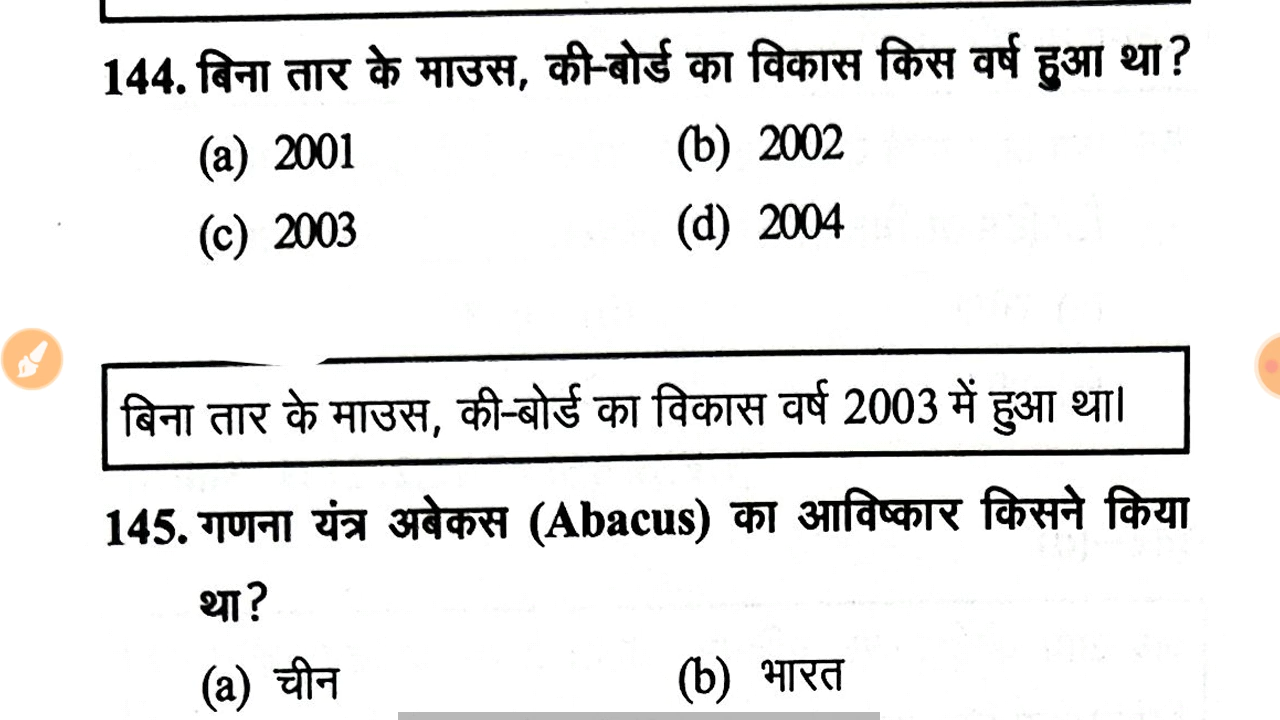 144. बिना तार के माउस, की-बोर्ड का विकास किस वर्ष हुआ था?
(a) 2001 (b) 2002
(c) 2003 (d) 2004
बिना तार के माउस, की-बोर्ड का विकास वर्ष 2003 में हुआ था।
145. गणना यंत्र अबेकस (Abacus) का आविष्कार किसने किया
था?
(a) चीन (b) भारत